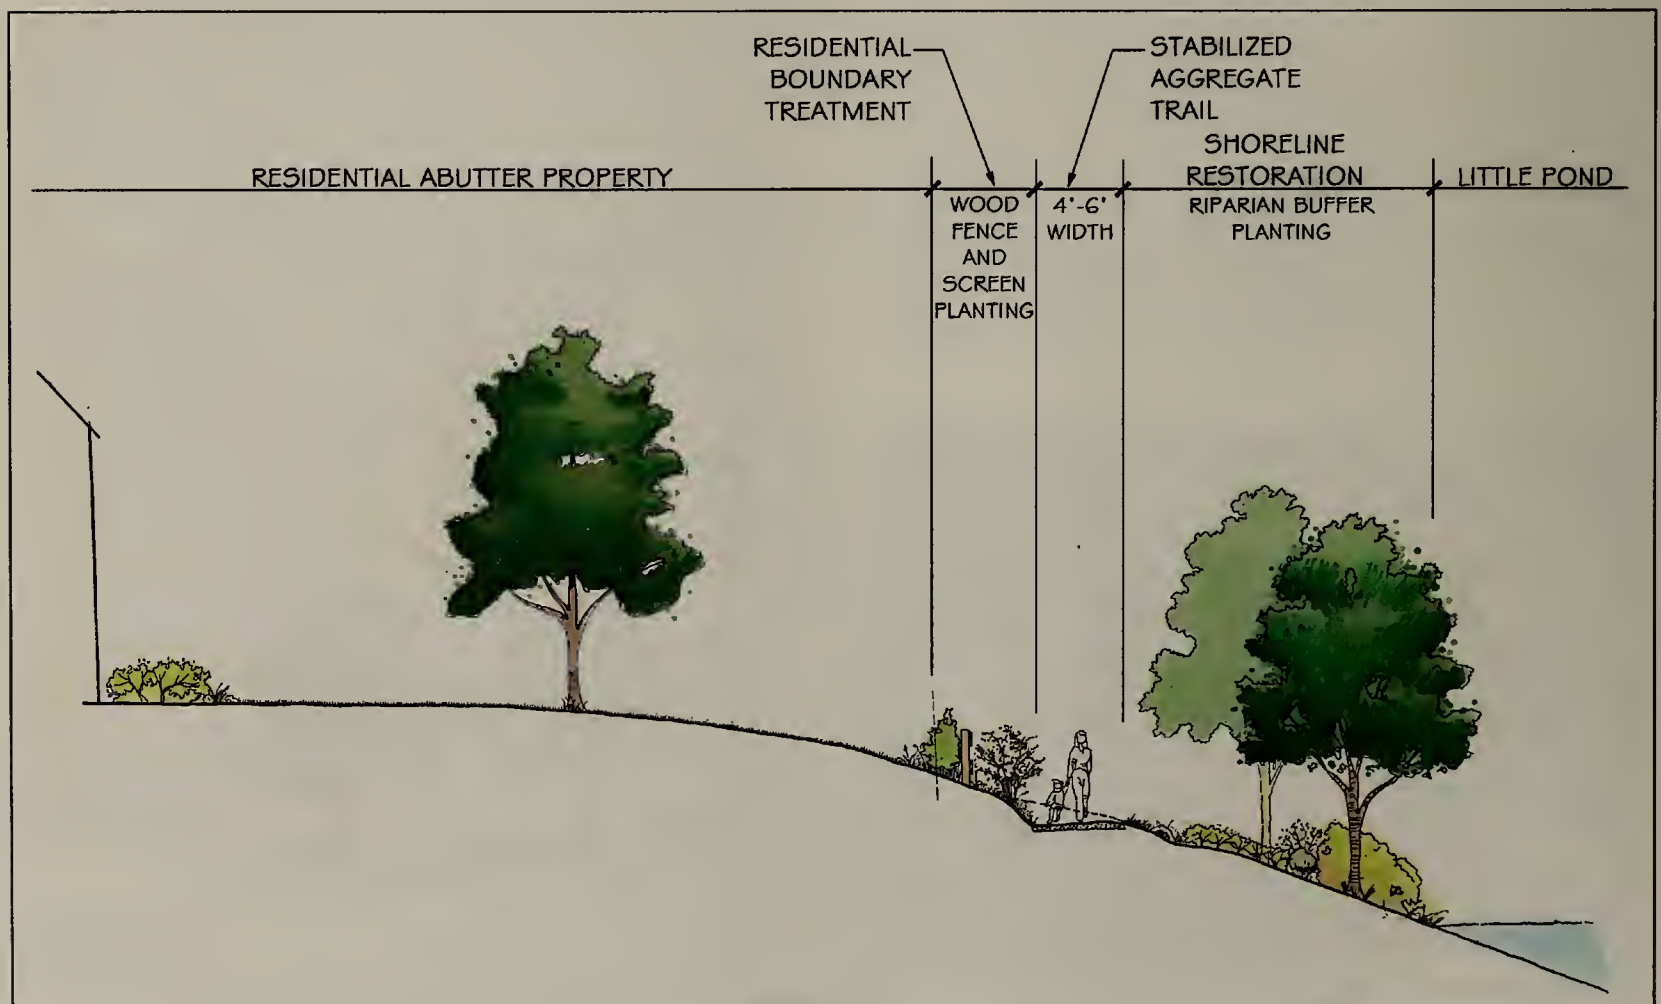 RESIDENTIAL
BOUNDARY
TREATMENT
STABILIZED
AGGREGATE
TRAIL
RESIDENTIAL ABUTTER PROPERTY
SHORELINE
RESTORATION
LITTLE POND
WOOD
FENCE
AND
SCREEN
PLANTING
4'-6'
WIDTH
RIPARIAN BUFFER
PLANTING